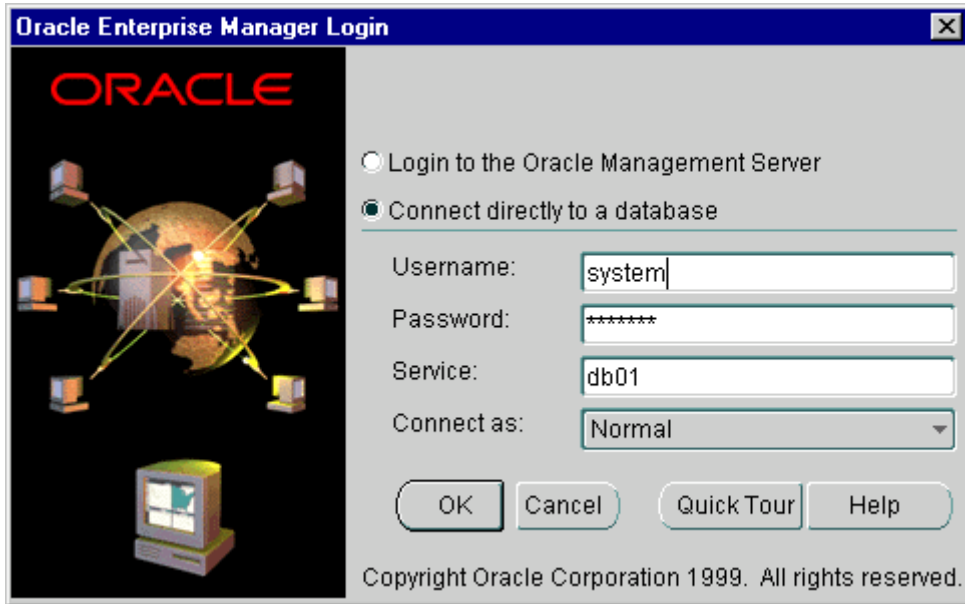 Oracle Enterprise Manager Login
ORACLE
Login to the Oracle Management Server
Connect directly to a database
Username: system
Password: *******
Service: db01
Connect as: Normal
OK Cancel Quick Tour Help
Copyright Oracle Corporation 1999. All rights reserved.